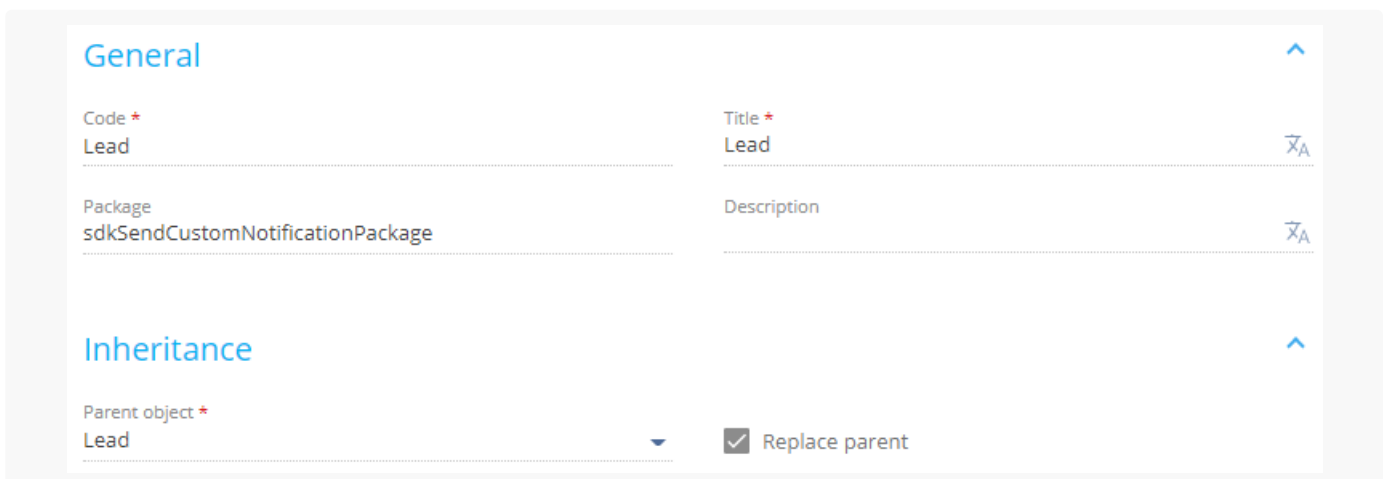 General
Code *
Lead
Title *
Lead
Package
sdkSendCustomNotificationPackage
Description
Inheritance
Parent object *
Lead
Replace parent